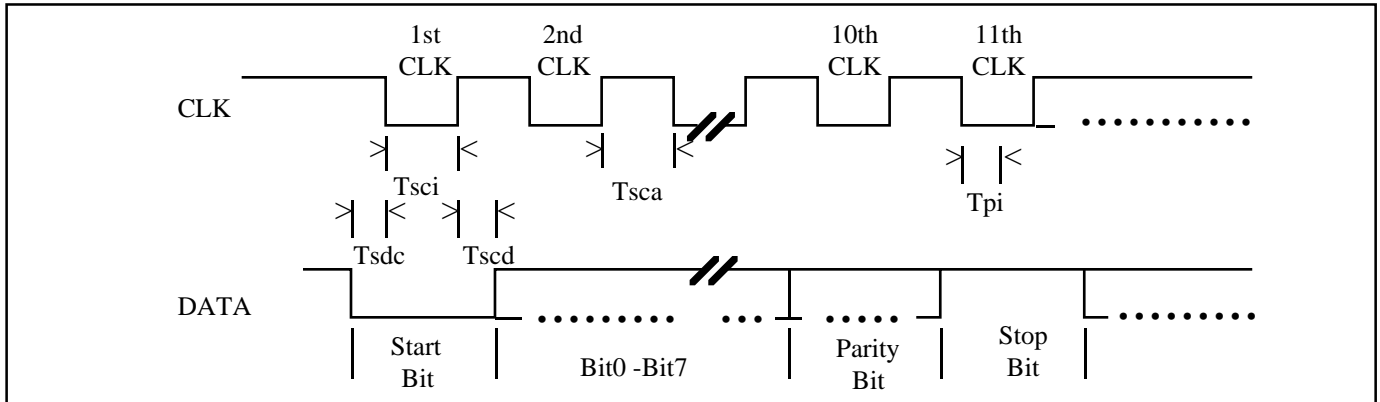 1st
CLK
2nd
CLK
10th
CLK
11th
CLK
CLK
Tsci
Tsca
Tpi
Tsdc
Tscd
DATA
Start
Bit
Bit0 -Bit7
Parity
Bit
Stop
Bit